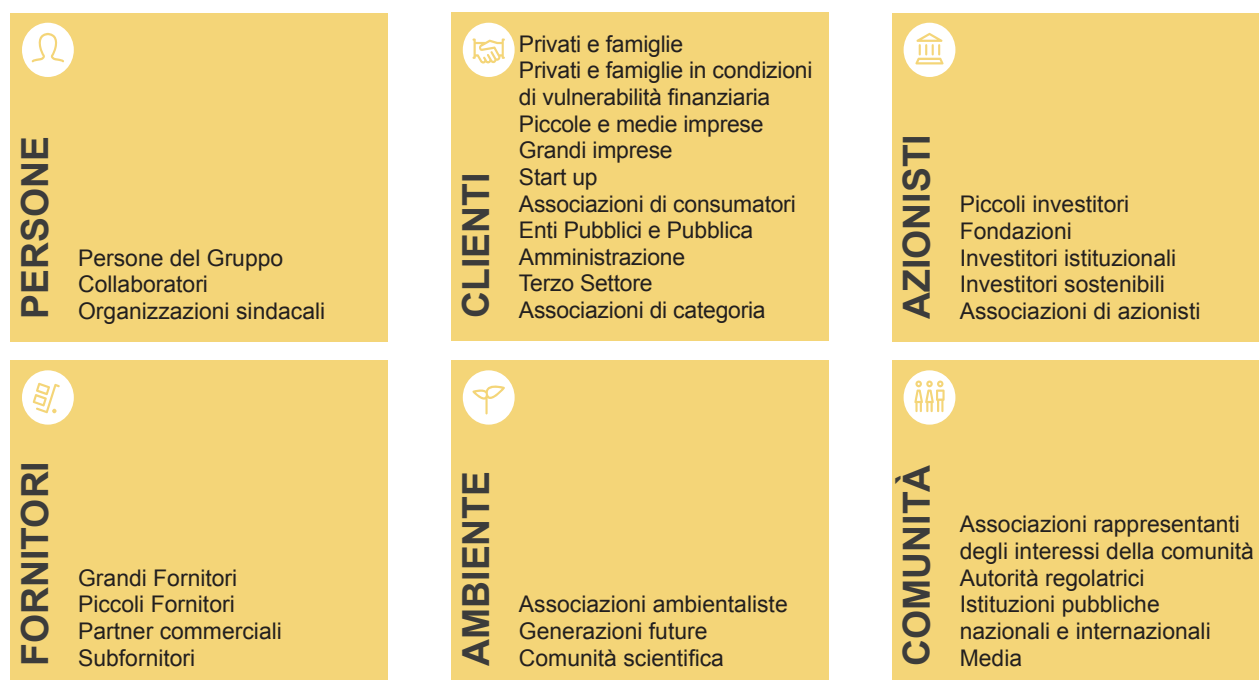 PERSONE
Persone del Gruppo
Collaboratori
Organizzazioni sindacali
CLIENTI
Privati e famiglie
Privati e famiglie in condizioni
di vulnerabilità finanziaria
Piccole e medie imprese
Grandi imprese
Start up
Associazioni di consumatori
Enti Pubblici e Pubblica
Amministrazione
Terzo Settore
Associazioni di categoria
AZIONISTI
Piccoli investitori
Fondazioni
Investitori istituzionali
Investitori sostenibili
Associazioni di azionisti
FORNITORI
Grandi Fornitori
Piccoli Fornitori
Partner commerciali
Subfornitori
AMBIENTE
Associazioni ambientaliste
Generazioni future
Comunità scientifica
COMUNITÀ
Associazioni rappresentanti
degli interessi della comunità
Autorità regolatrici
Istituzioni pubbliche
nazionali e internazionali
Media